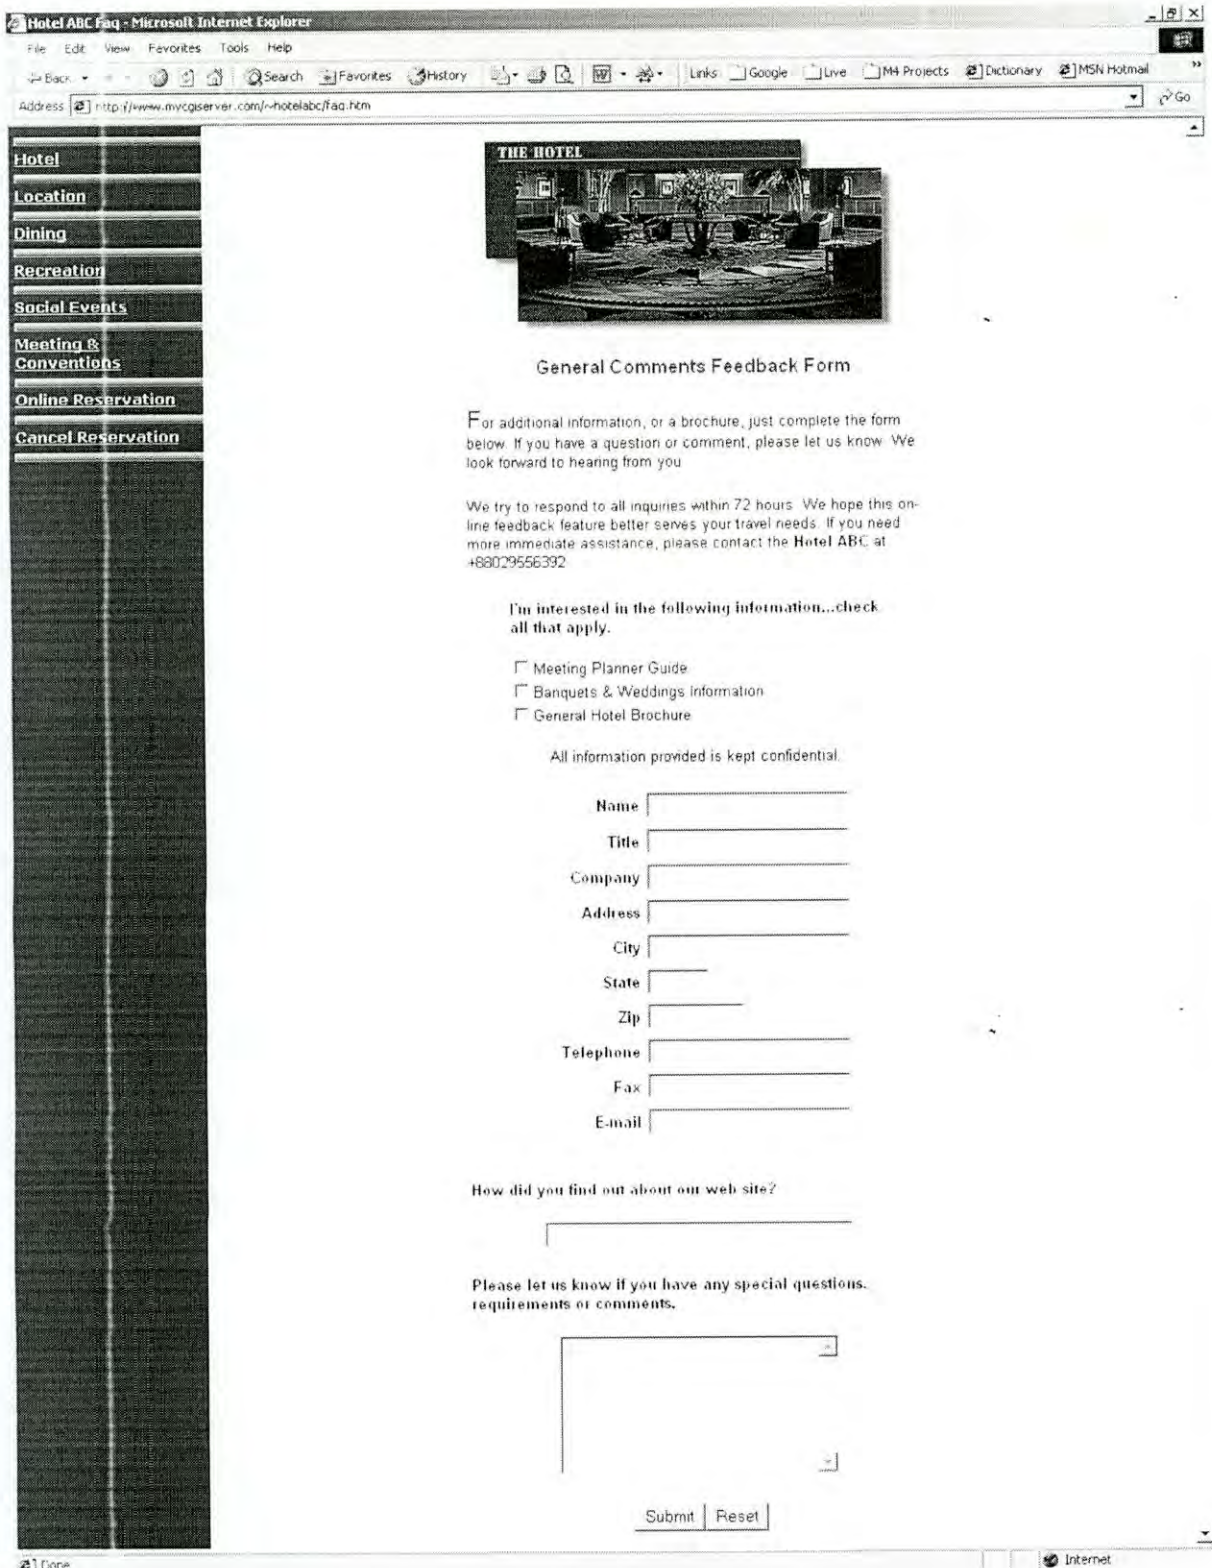 Hotel ABC Faq - Microsoft Internet Explorer
File Edit View Favorites Tools Help
Back Search Favorites History Links Google Live M4 Projects Dictionary MSN Hotmail »
Address http://www.mycgiserver.com/~hotelabc/faq.htm Go
Hotel
Location
Dining
Recreation
Social Events
Meeting &
Conventions
Online Reservation
Cancel Reservation
THE HOTEL
General Comments Feedback Form
For additional information, or a brochure, just complete the form
below. If you have a question or comment, please let us know. We
look forward to hearing from you
We try to respond to all inquiries within 72 hours. We hope this on-
line feedback feature better serves your travel needs. If you need
more immediate assistance, please contact the Hotel ABC at
+88029556392
I'm interested in the following information...check
all that apply.
Meeting Planner Guide
Banquets & Weddings Information
General Hotel Brochure
All information provided is kept confidential.
Name
Title
Company
Address
City
State
Zip
Telephone
Fax
E-mail
How did you find out about our web site?
Please let us know if you have any special questions,
requirements or comments.
Submit Reset
Done Internet